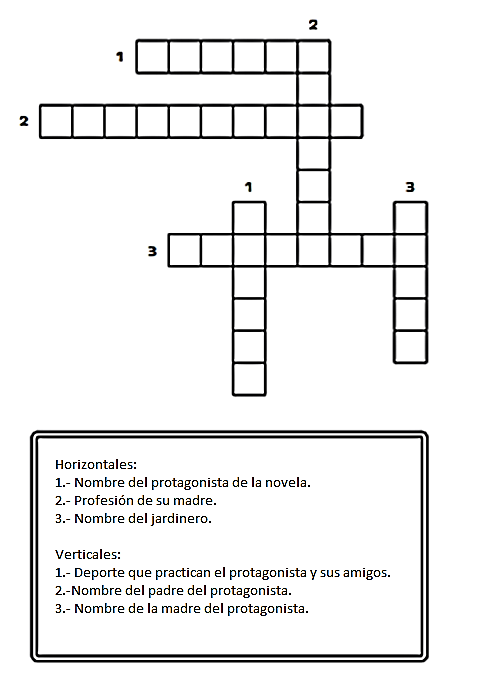 2
1
2
1
3
3
Horizontales:
1.- Nombre del protagonista de la novela.
2.- Profesión de su madre.
3.- Nombre del jardinero.
Verticales:
1.- Deporte que practican el protagonista y sus amigos.
2.-Nombre del padre del protagonista.
3.- Nombre de la madre del protagonista.